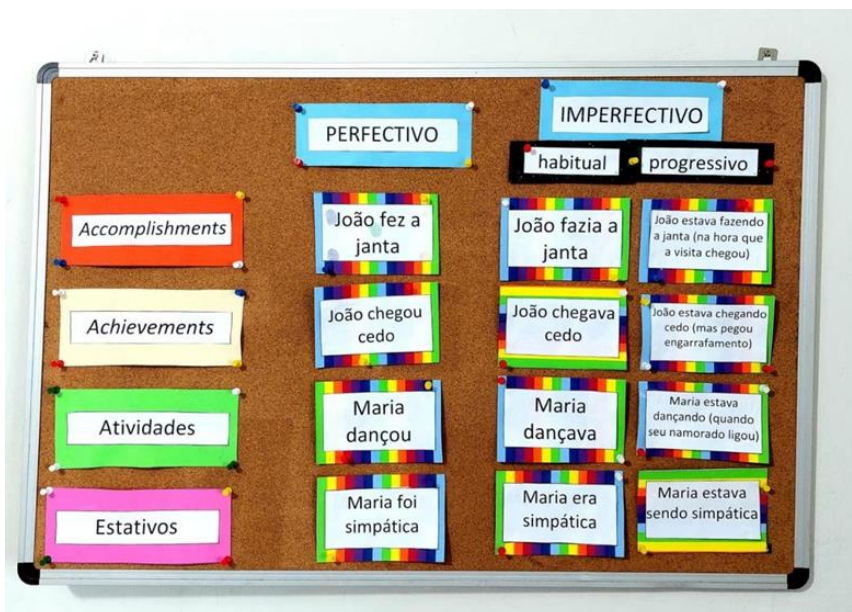 PERFECTIVO
IMPERFECTIVO
habitual
progressivo
Accomplishments
João fez a
janta
João fazia a
janta
João estava fazendo
a janta (na hora que
a visita chegou)
Achievements
João chegou
cedo
João chegava
cedo
João estava chegando
cedo (mas pegou
engarrafamento)
Atividades
Maria
dançou
Maria
dançava
Maria estava
dançando (quando
seu namorado ligou)
Estativos
Maria foi
simpática
Maria era
simpática
Maria estava
sendo simpática